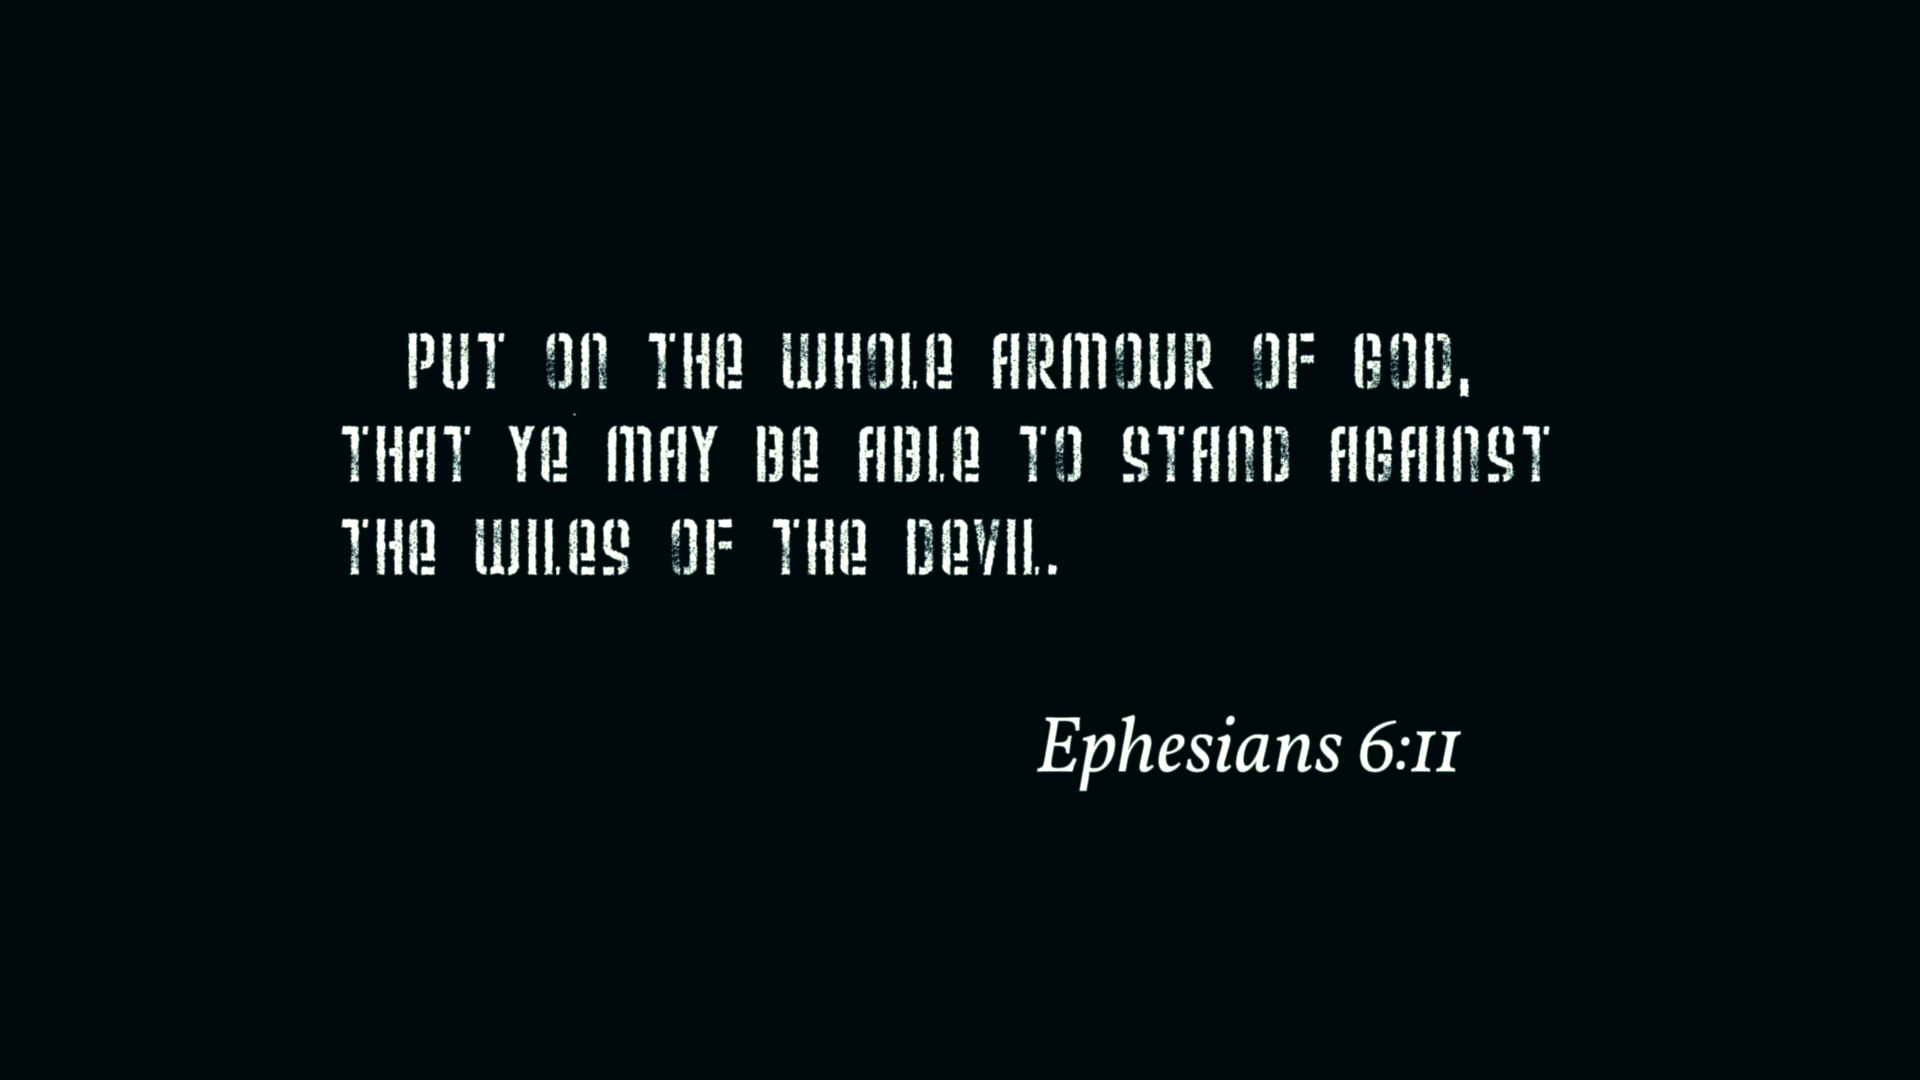 PUT ON THE WHOLE ARMOUR OF GOD,
THAT YE MAY BE ABLE TO STAND AGAINST
THE WILES OF THE DEVIL.
Ephesians 6:11